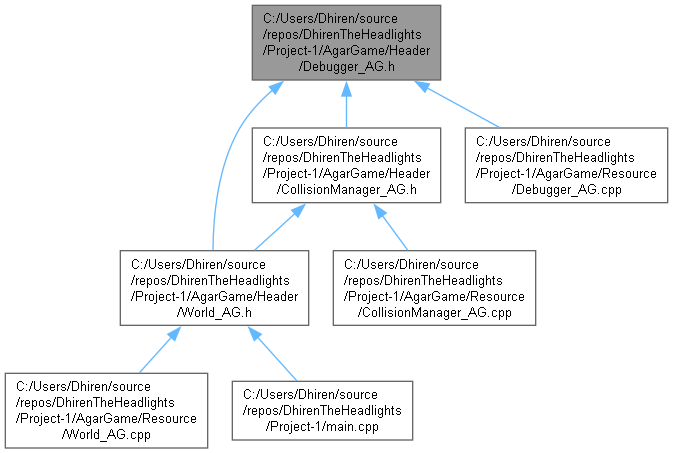 C:/Users/Dhiren/source
/repos/DhirenTheHeadlights
/Project-1/AgarGame/Header
/Debugger_AG.h
C:/Users/Dhiren/source
/repos/DhirenTheHeadlights
/Project-1/AgarGame/Header
/CollisionManager_AG.h
C:/Users/Dhiren/source
/repos/DhirenTheHeadlights
/Project-1/AgarGame/Resource
/Debugger_AG.cpp
C:/Users/Dhiren/source
/repos/DhirenTheHeadlights
/Project-1/AgarGame/Header
/World_AG.h
C:/Users/Dhiren/source
/repos/DhirenTheHeadlights
/Project-1/AgarGame/Resource
/CollisionManager_AG.cpp
C:/Users/Dhiren/source
/repos/DhirenTheHeadlights
/Project-1/AgarGame/Resource
/World_AG.cpp
C:/Users/Dhiren/source
/repos/DhirenTheHeadlights
/Project-1/main.cpp